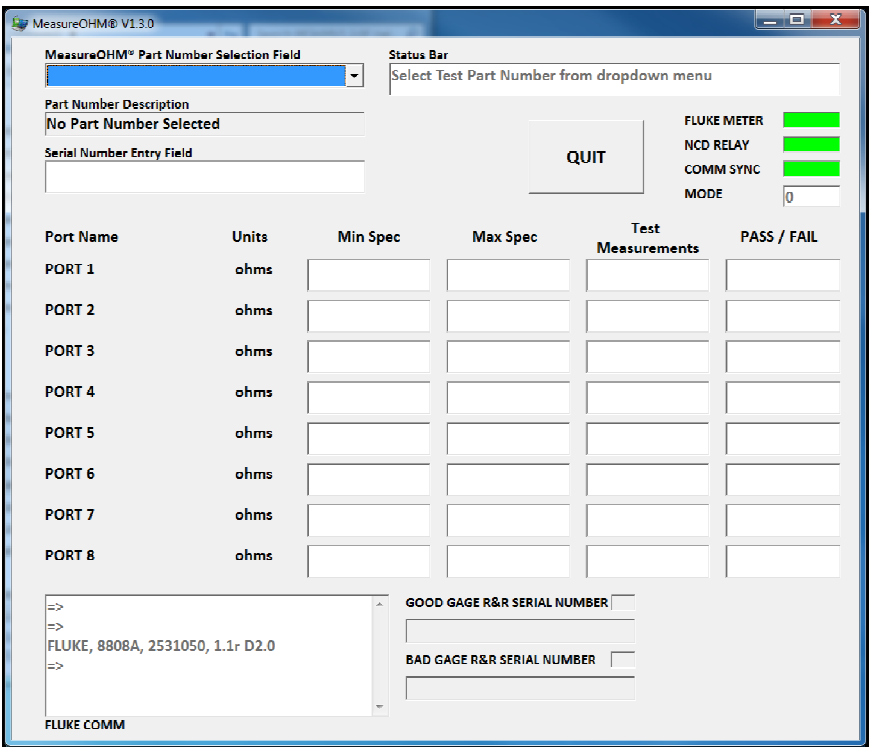 MeasureOHM® V1.3.0
MeasureOHM® Part Number Selection Field
Status Bar
Select Test Part Number from dropdown menu
Part Number Description
No Part Number Selected
Serial Number Entry Field
QUIT
FLUKE METER
NCD RELAY
COMM SYNC
MODE 0
Port Name Units Min Spec Max Spec Test Measurements PASS / FAIL
PORT 1 ohms
PORT 2 ohms
PORT 3 ohms
PORT 4 ohms
PORT 5 ohms
PORT 6 ohms
PORT 7 ohms
PORT 8 ohms
=>
=>
FLUKE, 8808A, 2531050, 1.1r D2.0
=>
FLUKE COMM
GOOD GAGE R&R SERIAL NUMBER
BAD GAGE R&R SERIAL NUMBER